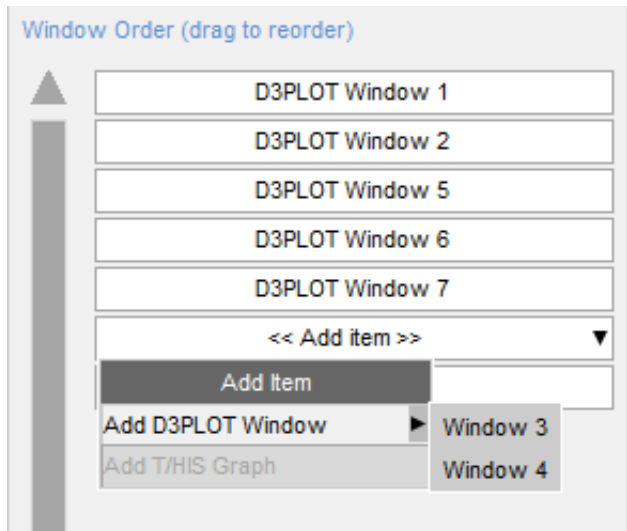 Window Order (drag to reorder)
D3PLOT Window 1
D3PLOT Window 2
D3PLOT Window 5
D3PLOT Window 6
D3PLOT Window 7
<< Add item >>
Add Item
Add D3PLOT Window
Window 3
Add T/HIS Graph
Window 4